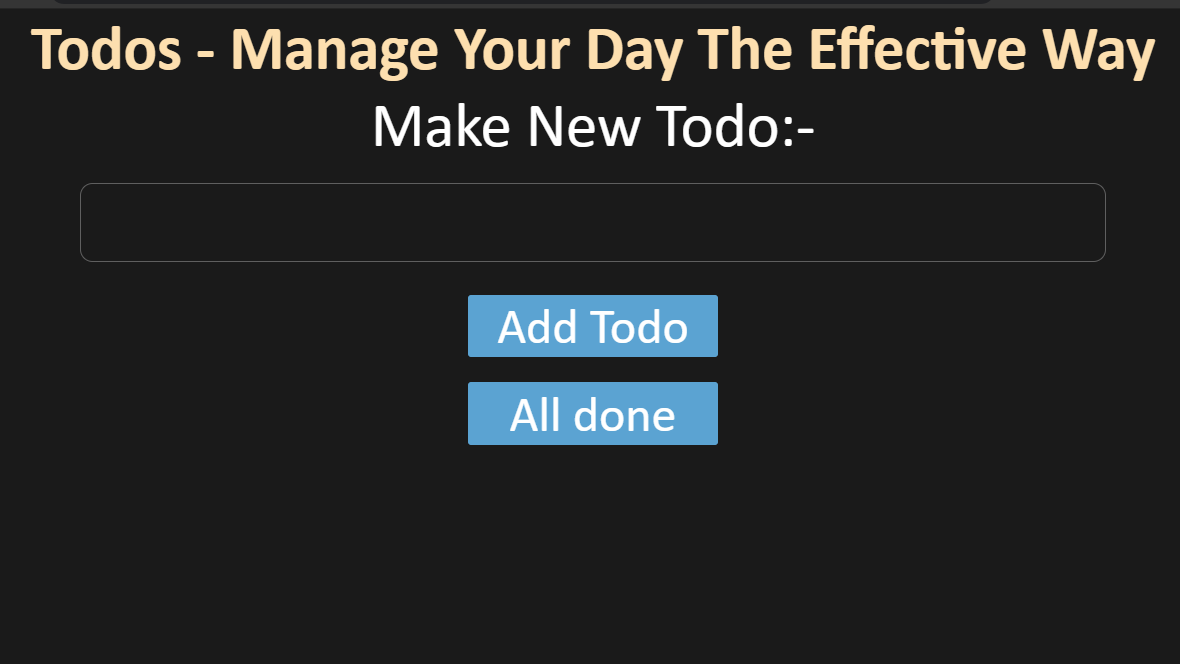 Todos - Manage Your Day The Effective Way
Make New Todo:-
Add Todo
All done